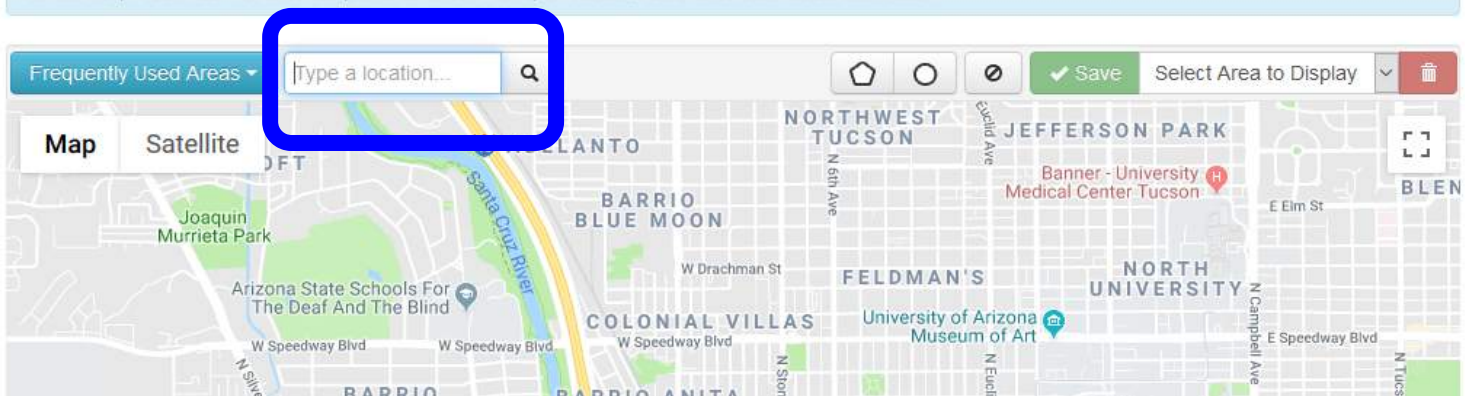 Frequently Used Areas
Type a location...
Save
Select Area to Display
Map
Satellite
NORTHWEST
TUCSON
Euclid Ave
JEFFERSON PARK
N 6th Ave
Banner - University
Medical Center Tucson
H
E Elm St
BARRIO
BLUE MOON
Joaquin
Murrieta Park
Santa Cruz River
W Drachman St
FELDMAN'S
NORTH
UNIVERSITY
Arizona State Schools For
The Deaf And The Blind
COLONIAL VILLAS
University of Arizona
Museum of Art
N Campbell Ave
W Speedway Blvd
W Speedway Blvd
W Speedway Blvd
E Speedway Blvd
BARRIO
BARRIO ANITA